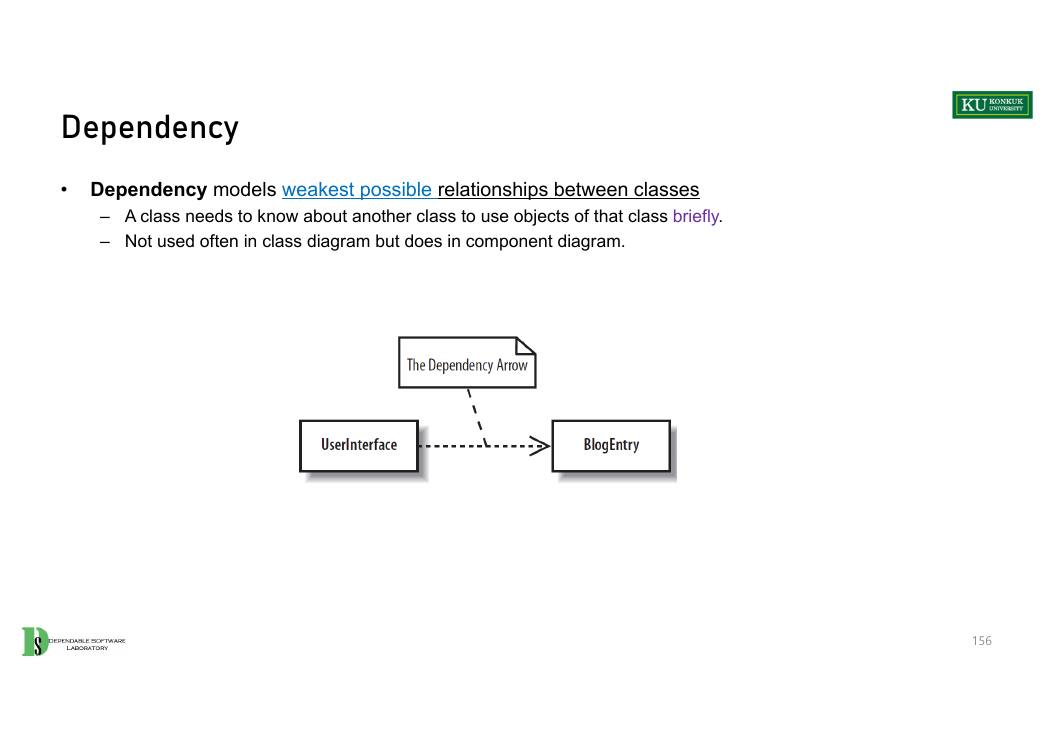 KU KONKUK
UNIVERSITY
Dependency
• Dependency models weakest possible relationships between classes
– A class needs to know about another class to use objects of that class briefly.
– Not used often in class diagram but does in component diagram.
The Dependency Arrow
UserInterface
BlogEntry
DS DEPENDABLE SOFTWARE
LABORATORY
156